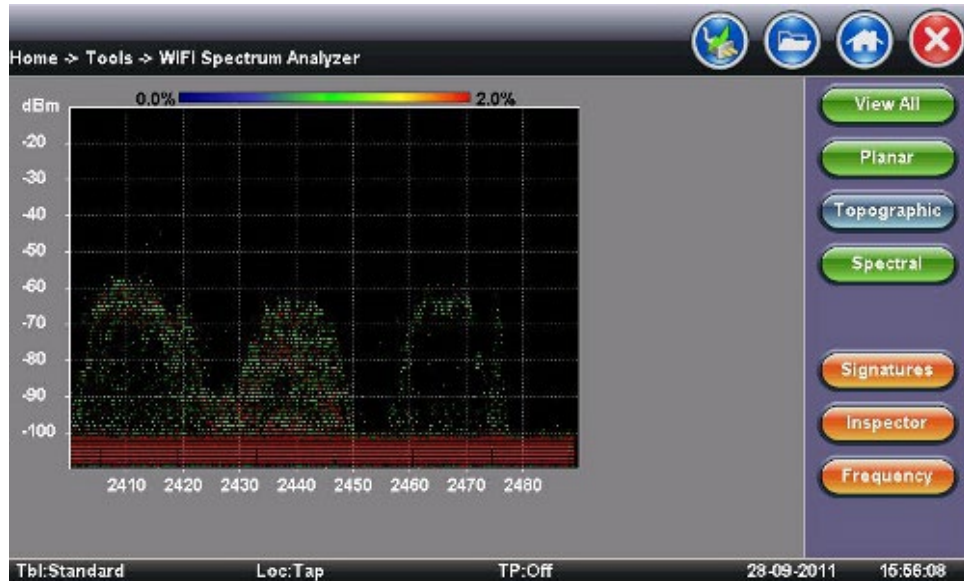 Home -> Tools -> WiFi Spectrum Analyzer
dBm
0.0%
2.0%
-20
-30
-40
-50
-60
-70
-80
-90
-100
2410 2420 2430 2440 2450 2460 2470 2480
View All
Planar
Topographic
Spectral
Signatures
Inspector
Frequency
Tbl:Standard Loc:Tap TP:Off 28-09-2011 15:56:08